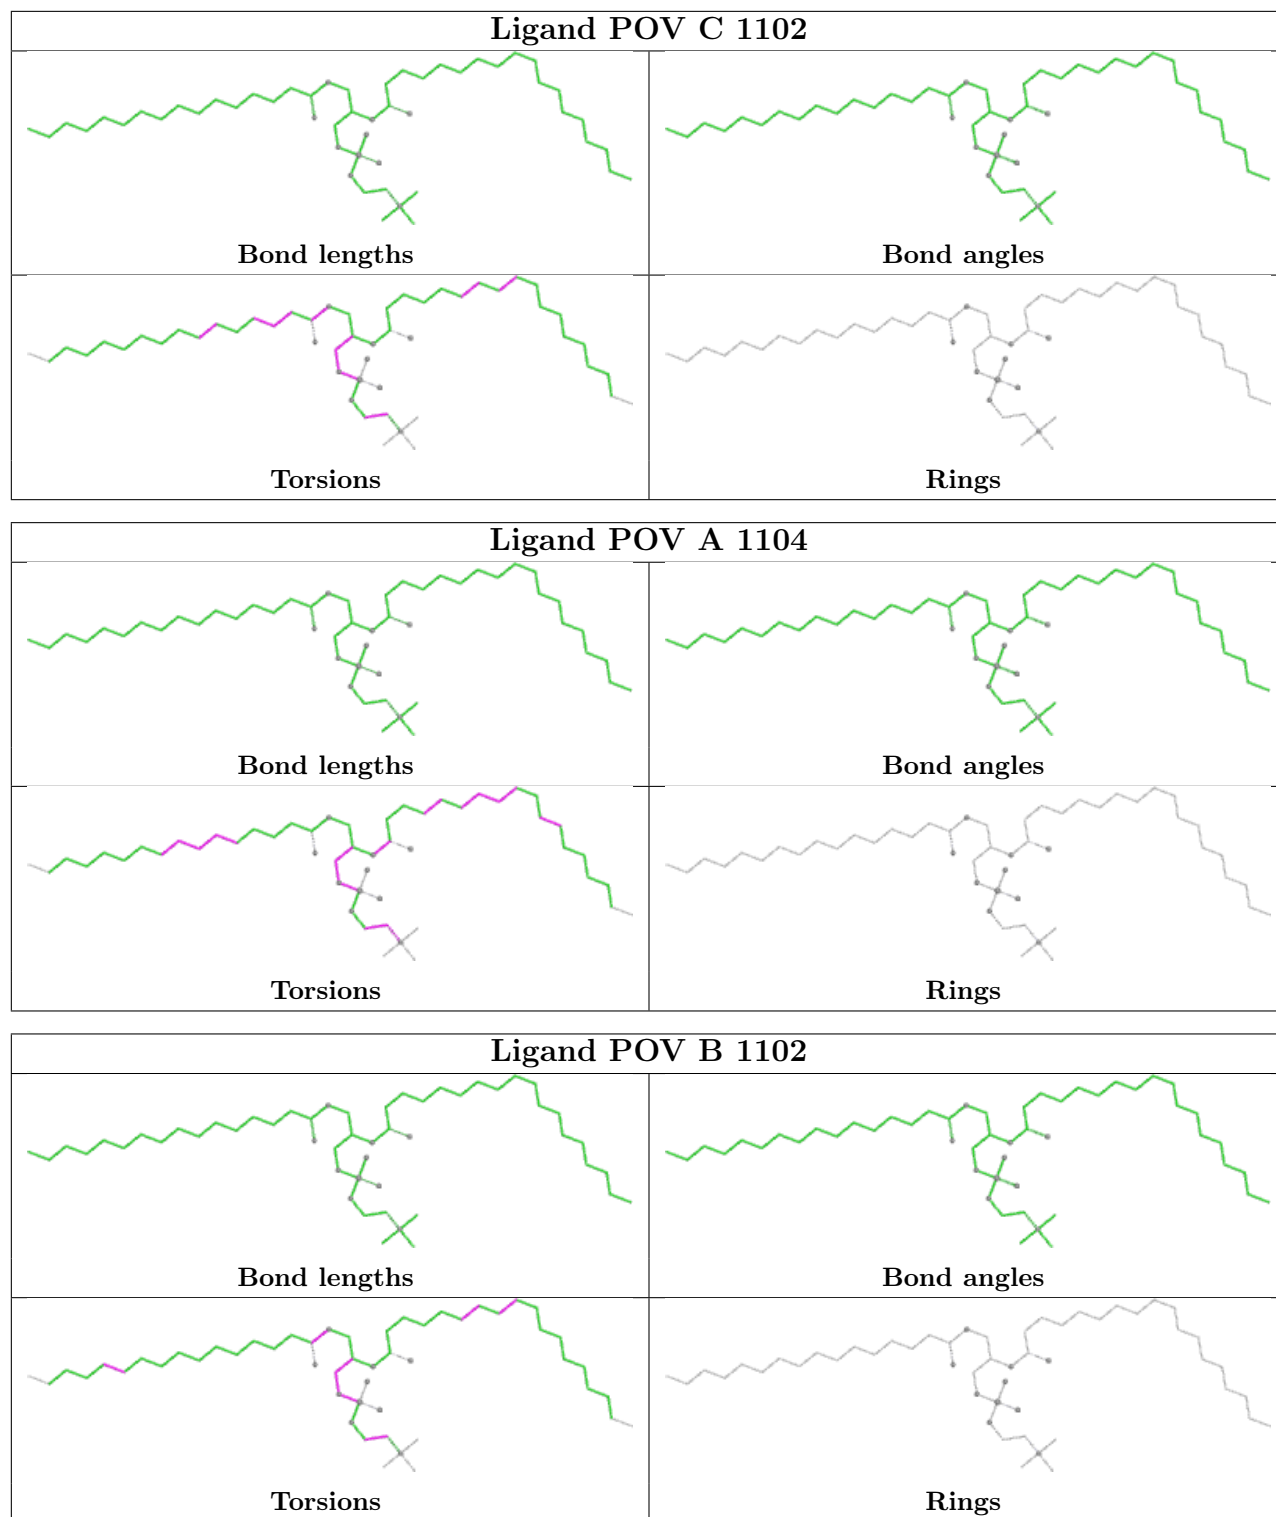 Ligand POV C 1102
Bond lengths
Bond angles
Torsions
Rings
Ligand POV A 1104
Bond lengths
Bond angles
Torsions
Rings
Ligand POV B 1102
Bond lengths
Bond angles
Torsions
Rings